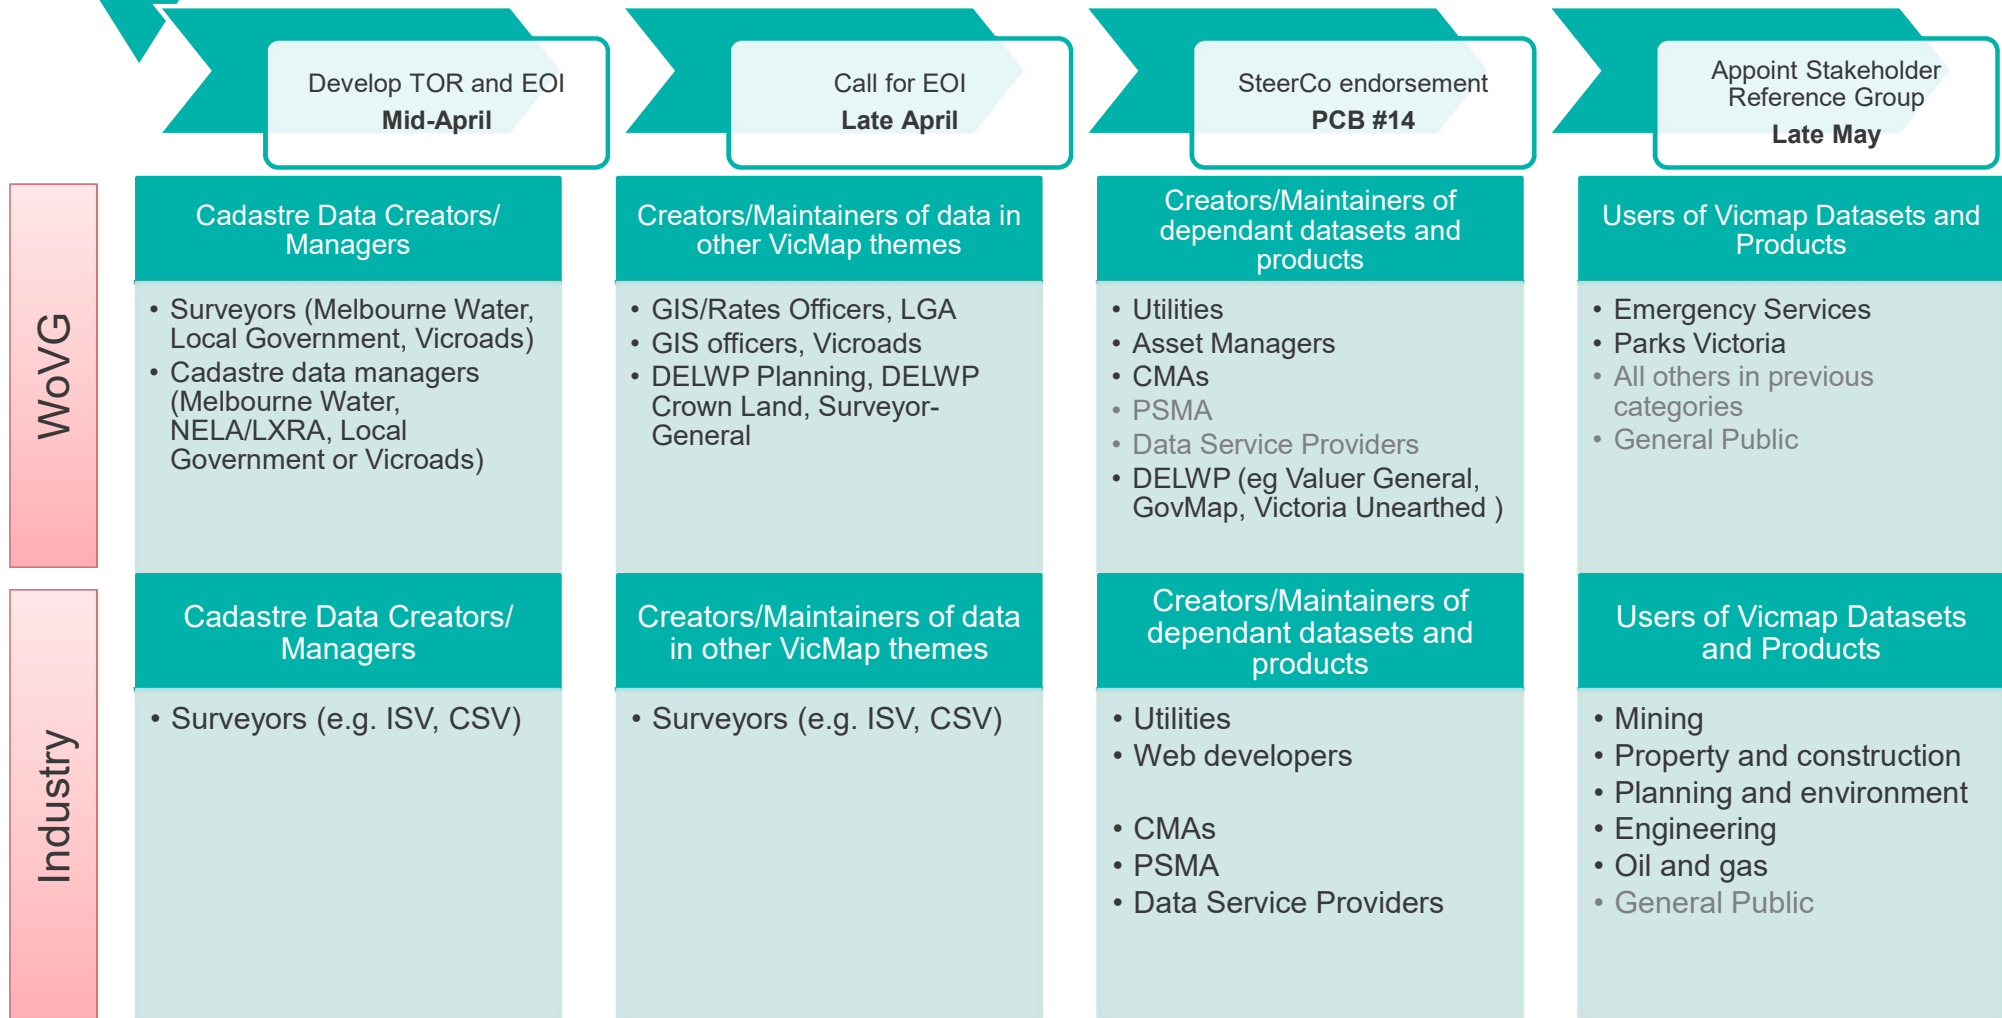 Develop TOR and EOI
Mid-April
Call for EOI
Late April
SteerCo endorsement
PCB #14
Appoint Stakeholder
Reference Group
Late May
WoVG
Cadastre Data Creators/
Managers
• Surveyors (Melbourne Water,
Local Government, Vicroads)
• Cadastre data managers
(Melbourne Water,
NELA/LXRA, Local
Government or Vicroads)
Creators/Maintainers of data in
other VicMap themes
• GIS/Rates Officers, LGA
• GIS officers, Vicroads
• DELWP Planning, DELWP
Crown Land, Surveyor-
General
Creators/Maintainers of
dependant datasets and
products
• Utilities
• Asset Managers
• CMAs
• PSMA
• Data Service Providers
• DELWP (eg Valuer General,
GovMap, Victoria Unearthed )
Users of Vicmap Datasets and
Products
• Emergency Services
• Parks Victoria
• All others in previous
categories
• General Public
Industry
Cadastre Data Creators/
Managers
• Surveyors (e.g. ISV, CSV)
Creators/Maintainers of data
in other VicMap themes
• Surveyors (e.g. ISV, CSV)
Creators/Maintainers of
dependant datasets and
products
• Utilities
• Web developers
• CMAs
• PSMA
• Data Service Providers
Users of Vicmap Datasets
and Products
• Mining
• Property and construction
• Planning and environment
• Engineering
• Oil and gas
• General Public